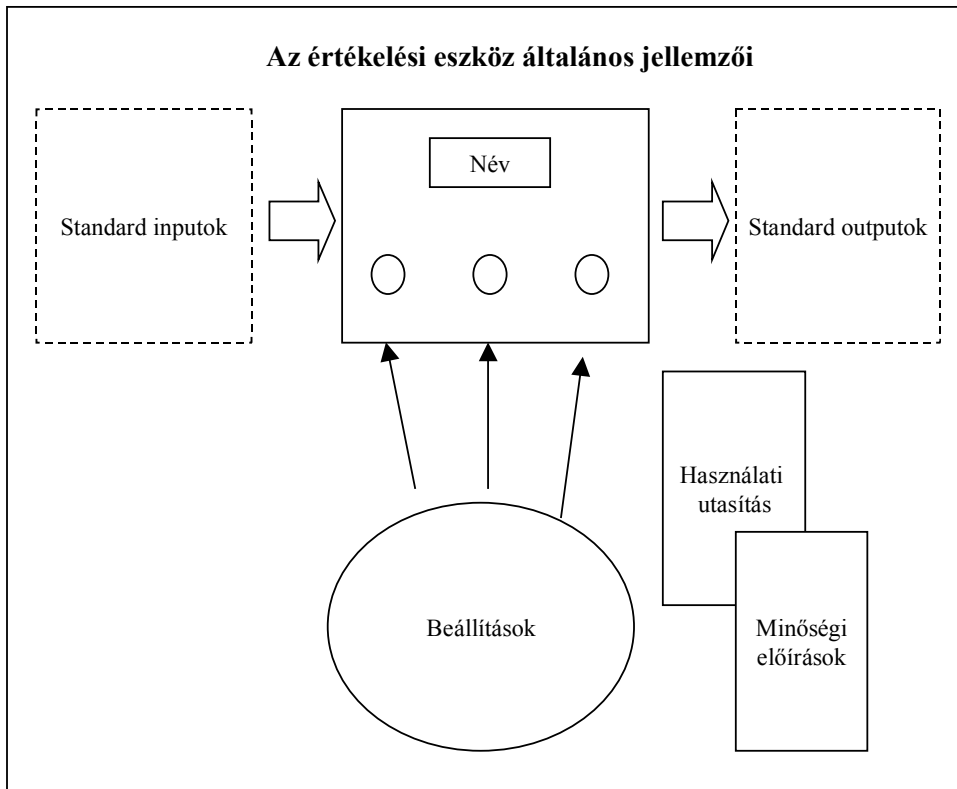 Az értékelési eszköz általános jellemzői
Név
Standard inputok
Standard outputok
Használati
utasítás
Beállítások
Minőségi
előírások